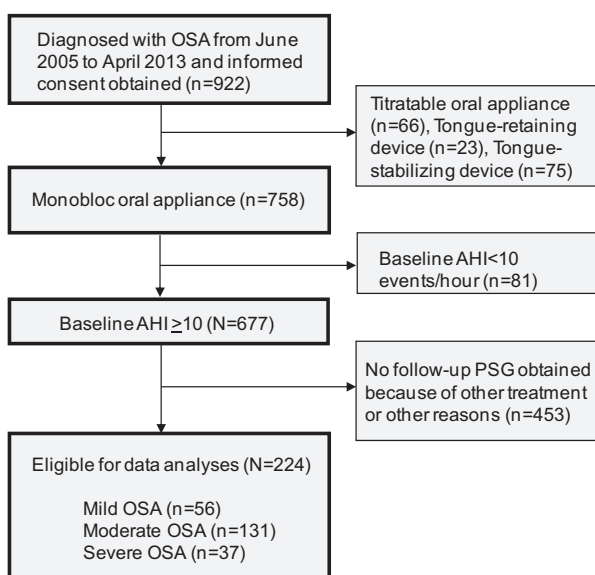 Diagnosed with OSA from June
2005 to April 2013 and informed
consent obtained (n=922)
Titratable oral appliance
(n=66), Tongue-retaining
device (n=23), Tongue-
stabilizing device (n=75)
Monobloc oral appliance (n=758)
Baseline AHI<10
events/hour (n=81)
Baseline AHI ≥10 (N=677)
No follow-up PSG obtained
because of other treatment
or other reasons (n=453)
Eligible for data analyses (N=224)
Mild OSA (n=56)
Moderate OSA (n=131)
Severe OSA (n=37)